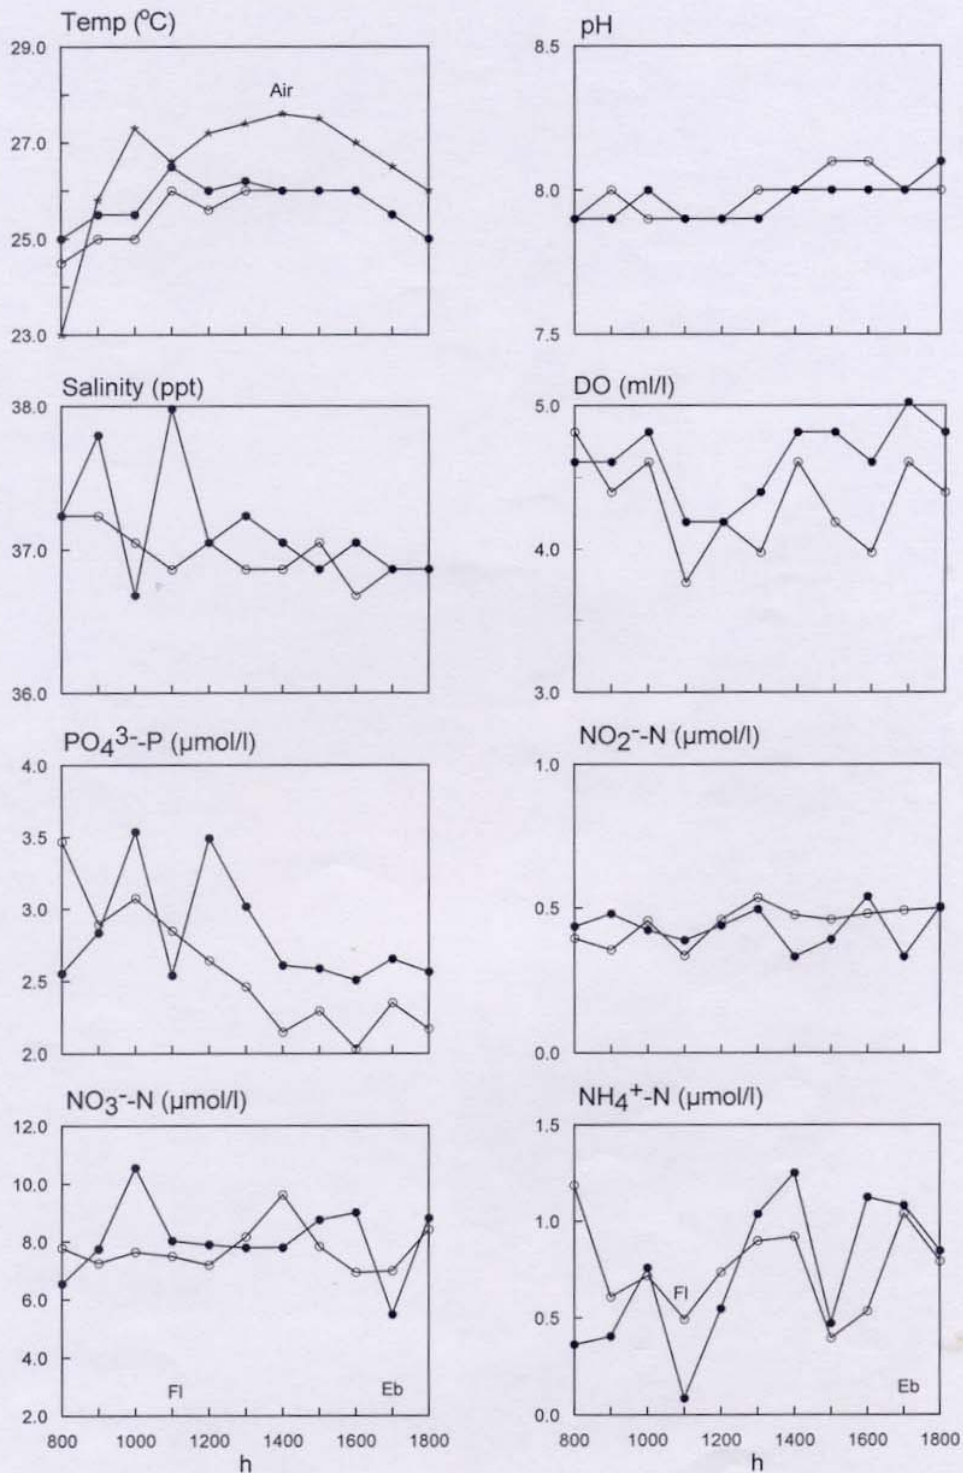 Temp (⁰C)
29.0
27.0
25.0
23.0
Air
pH
8.5
8.0
7.5
Salinity (ppt)
38.0
37.0
36.0
DO (ml/l)
5.0
4.0
3.0
PO₄³⁻-P (µmol/l)
4.0
3.5
3.0
2.5
2.0
NO₂⁻-N (µmol/l)
1.0
0.5
0.0
NO₃⁻-N (µmol/l)
12.0
10.0
8.0
6.0
4.0
2.0
Fl Eb
800 1000 1200 1400 1600 1800
h
NH₄⁺-N (µmol/l)
1.5
1.0
0.5
0.0
Fl
Eb
800 1000 1200 1400 1600 1800
h